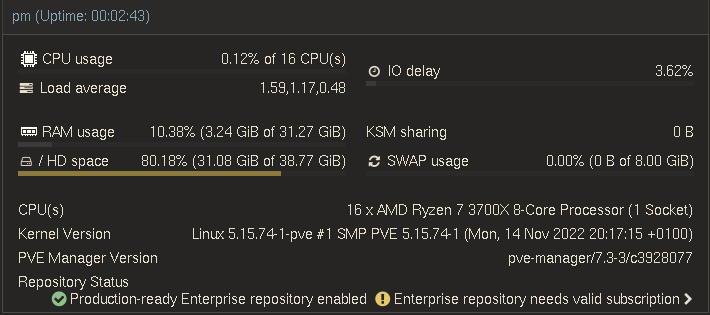 pm (Uptime: 00:02:43)
CPU usage 0.12% of 16 CPU(s)
IO delay 3.62%
Load average 1.59,1.17,0.48
RAM usage 10.38% (3.24 GiB of 31.27 GiB)
KSM sharing 0 B
/ HD space 80.18% (31.08 GiB of 38.77 GiB)
SWAP usage 0.00% (0 B of 8.00 GiB)
CPU(s) 16 x AMD Ryzen 7 3700X 8-Core Processor (1 Socket)
Kernel Version Linux 5.15.74-1-pve #1 SMP PVE 5.15.74-1 (Mon, 14 Nov 2022 20:17:15 +0100)
PVE Manager Version pve-manager/7.3-3/c3928077
Repository Status
Production-ready Enterprise repository enabled Enterprise repository needs valid subscription